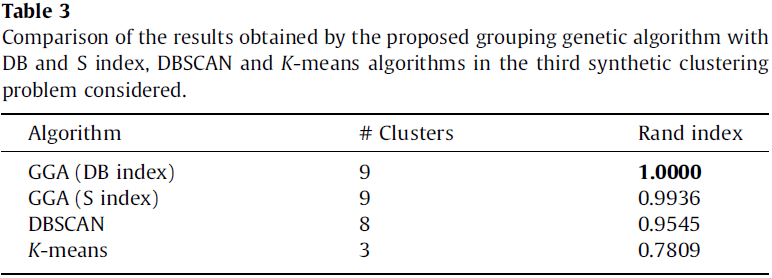 Table 3
Comparison of the results obtained by the proposed grouping genetic algorithm with
DB and S index, DBSCAN and K-means algorithms in the third synthetic clustering
problem considered.
Algorithm # Clusters Rand index
GGA (DB index) 9 1.0000
GGA (S index) 9 0.9936
DBSCAN 8 0.9545
K-means 3 0.7809